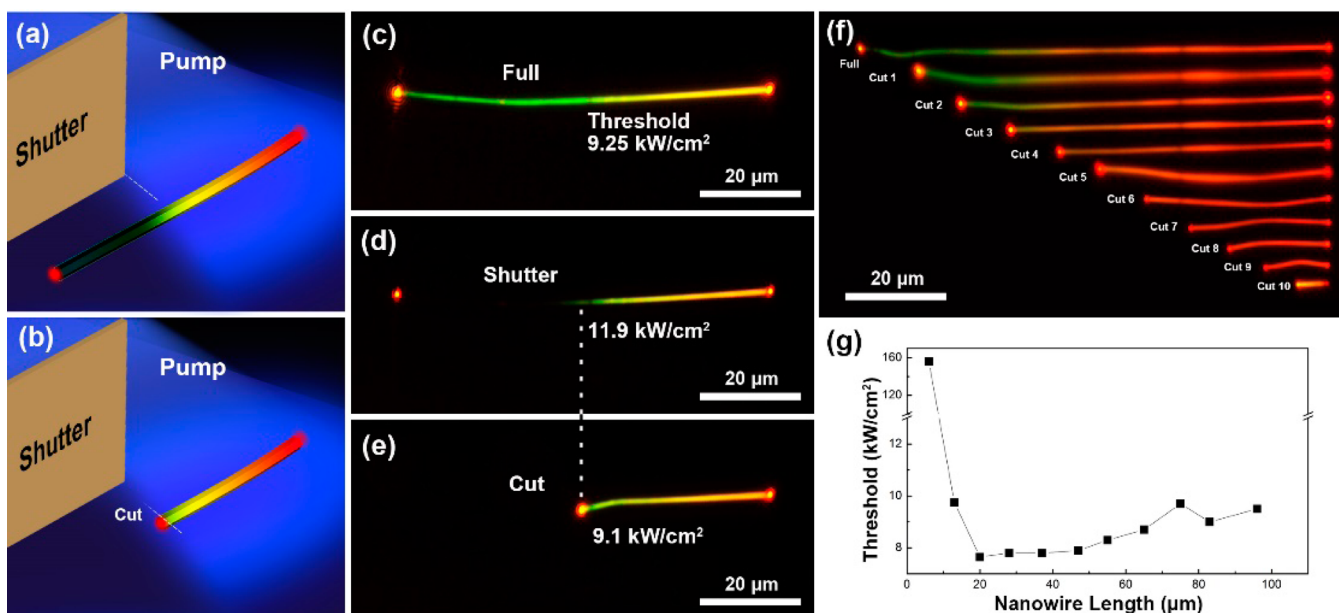 (a)
Pump
Shutter
(b)
Pump
Shutter
Cut
(c)
Full
Threshold
9.25 kW/cm²
20 µm
(d)
Shutter
11.9 kW/cm²
20 µm
(e)
Cut
9.1 kW/cm²
20 µm
(f)
Full
Cut 1
Cut 2
Cut 3
Cut 4
Cut 5
Cut 6
Cut 7
Cut 8
Cut 9
Cut 10
20 µm
(g)
Threshold (kW/cm²)
160
120
12
10
8
0 20 40 60 80 100
Nanowire Length (µm)